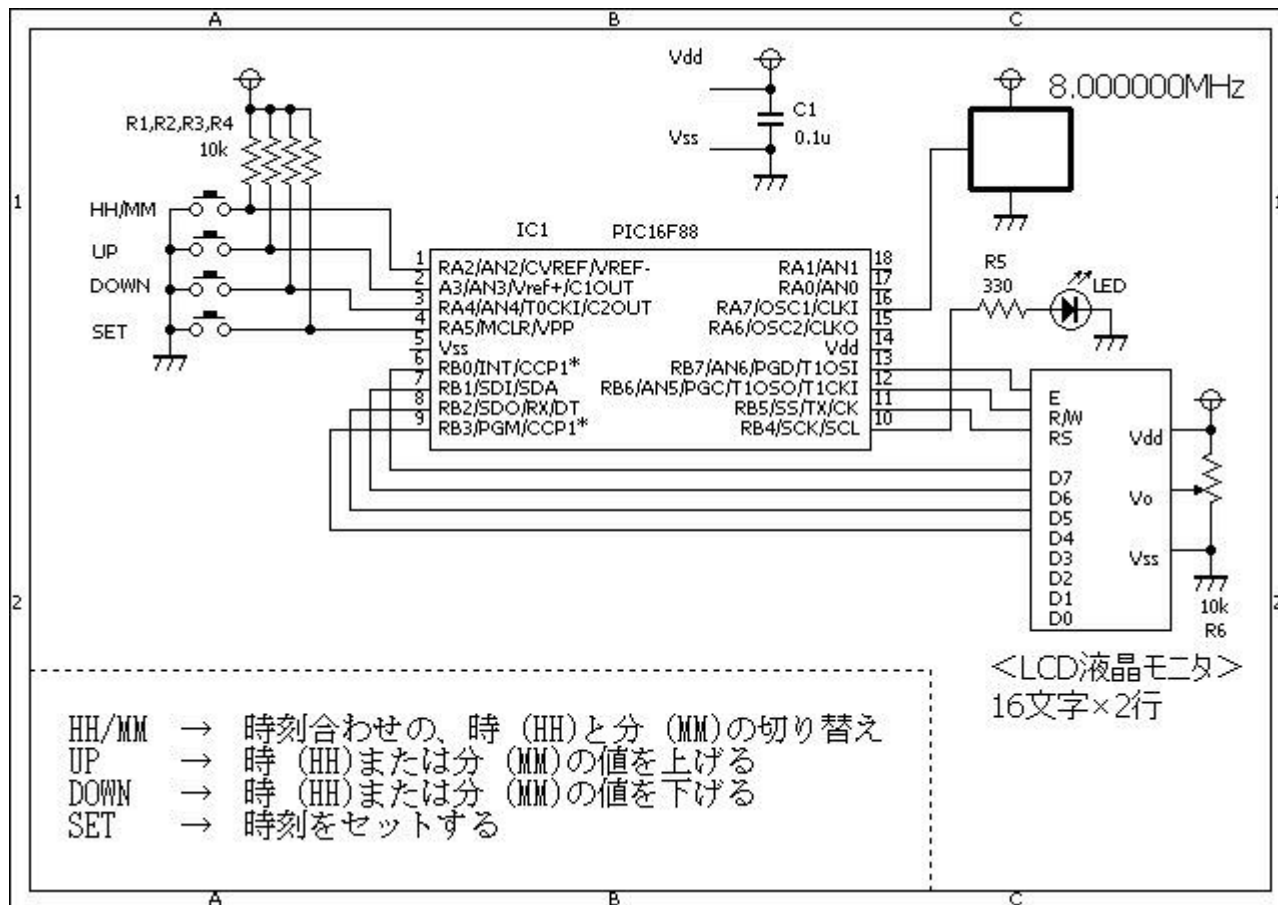 A
B
C
1
2
1
2
Vdd
Vss
C1
0.1u
8.000000MHz
R1,R2,R3,R4
10k
HH/MM
UP
DOWN
SET
IC1 PIC16F88
1 RA2/AN2/CVREF/VREF-
2 A3/AN3/Vref+/C1OUT
3 RA4/AN4/T0CKI/C2OUT
4 RA5/MCLR/VPP
5 Vss
6 RB0/INT/CCP1*
7 RB1/SDI/SDA
8 RB2/SDO/RX/DT
9 RB3/PGM/CCP1*
RA1/AN1 18
RA0/AN0 17
RA7/OSC1/CLKI 16
RA6/OSC2/CLKO 15
Vdd 14
RB7/AN6/PGD/T1OSI 13
RB6/AN5/PGC/T1OSO/T1CKI 12
RB5/SS/TX/CK 11
RB4/SCK/SCL 10
R5
330
LED
E
R/W
RS
D7
D6
D5
D4
D3
D2
D1
D0
Vdd
Vo
Vss
10k
R6
<LCD液晶モニタ>
16文字×2行
HH/MM → 時刻合わせの、時 (HH)と分 (MM)の切り替え
UP → 時 (HH)または分 (MM)の値を上げる
DOWN → 時 (HH)または分 (MM)の値を下げる
SET → 時刻をセットする
A
B
C